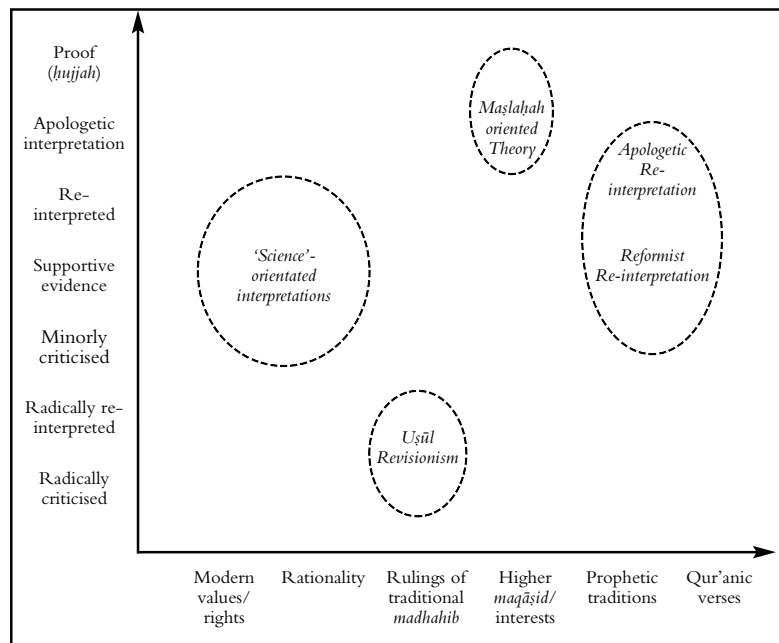 Proof
(ḥujjah)
Apologetic
interpretation
Re-
interpreted
Supportive
evidence
Minorly
criticised
Radically re-
interpreted
Radically
criticised
Maṣlaḥah
oriented
Theory
Apologetic
Re-
interpretation
Reformist
Re-interpretation
‘Science’-
orientated
interpretations
Uṣūl
Revisionism
Modern
values/
rights
Rationality
Rulings of
traditional
madhahib
Higher
maqāṣid/
interests
Prophetic
traditions
Qur’anic
verses